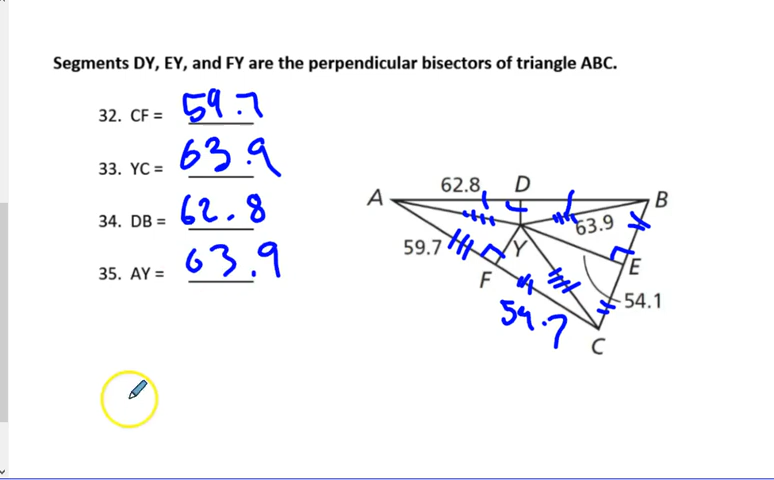 Segments DY, EY, and FY are the perpendicular bisectors of triangle ABC.
32. CF = 59.7
33. YC = 63.9
34. DB = 62.8
35. AY = 63.9
62.8
D
A
B
63.9
59.7
Y
E
F
54.1
59.7
C